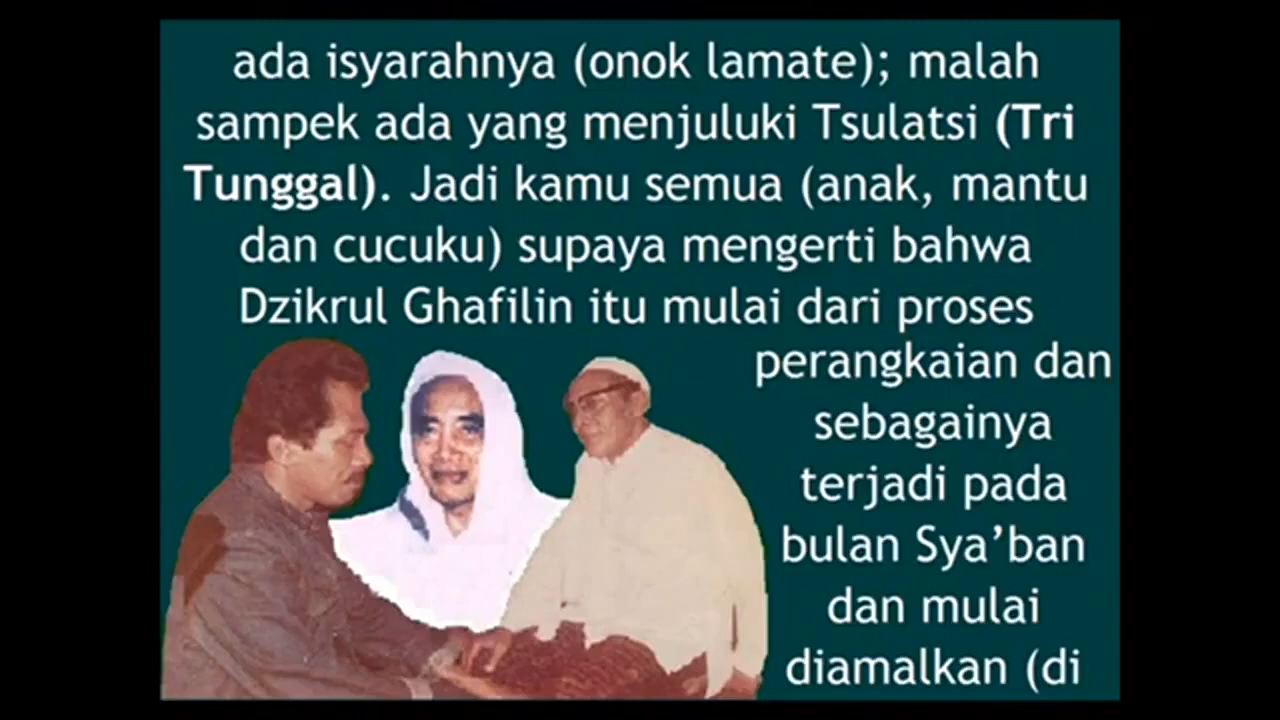 ada isyarahnya (onok lamate); malah
sampek ada yang menjuluki Tsulatsi (Tri
Tunggal). Jadi kamu semua (anak, mantu
dan cucuku) supaya mengerti bahwa
Dzikrul Ghafilin itu mulai dari proses
perangkaian dan
sebagainya
terjadi pada
bulan Sya’ban
dan mulai
diamalkan (di